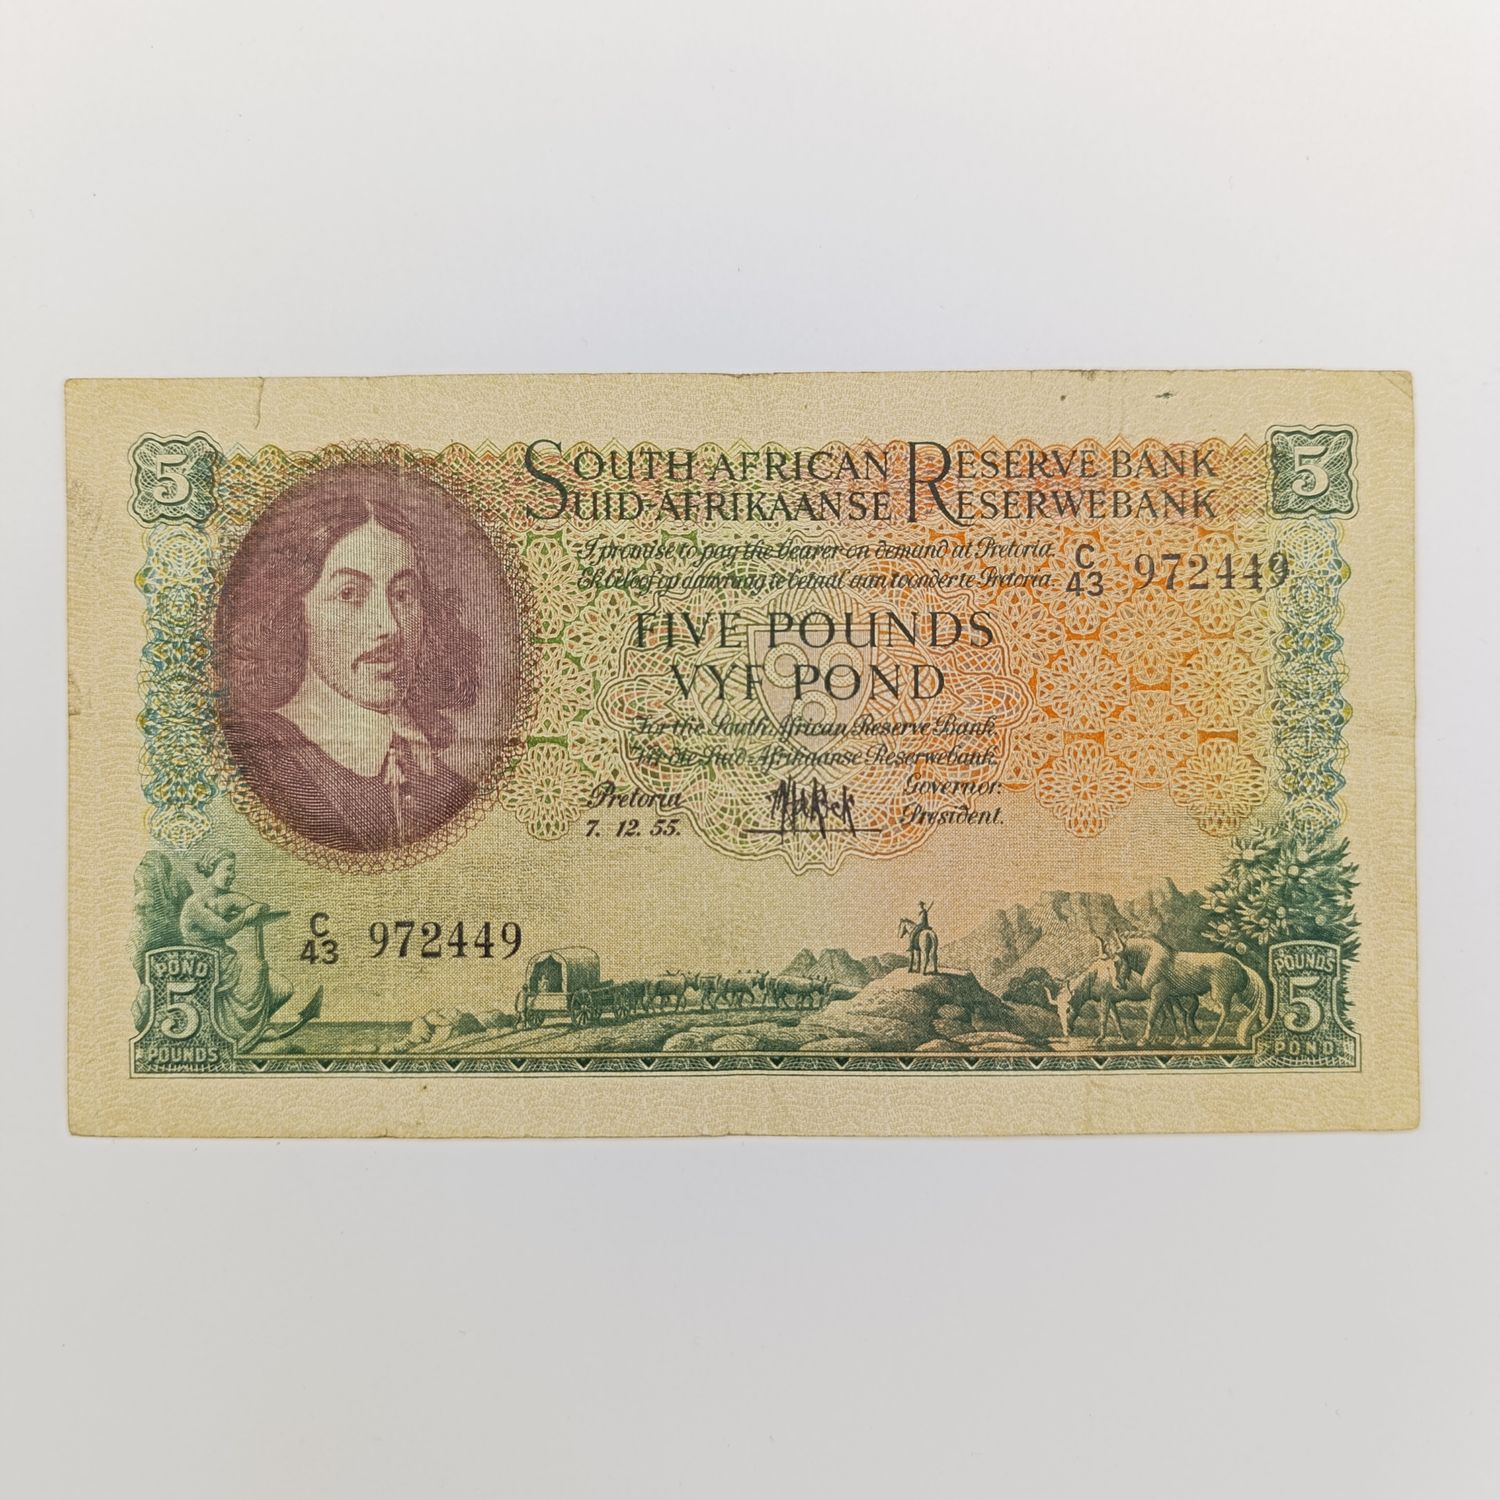 5
SOUTH AFRICAN RESERVE BANK
SUID-AFRIKAANSE RESERWEBANK
5
I promise to pay the bearer on demand at Pretoria.
Ek beloof op aanvraag te betaal aan toonder te Pretoria.
C/43 972449
FIVE POUNDS
VYF POND
For the South African Reserve Bank.
Vir die Suid-Afrikaanse Reserwebank.
Pretoria
7. 12. 55.
Governor:
President.
C/43 972449
POND
5
POUNDS
POUNDS
5
POND